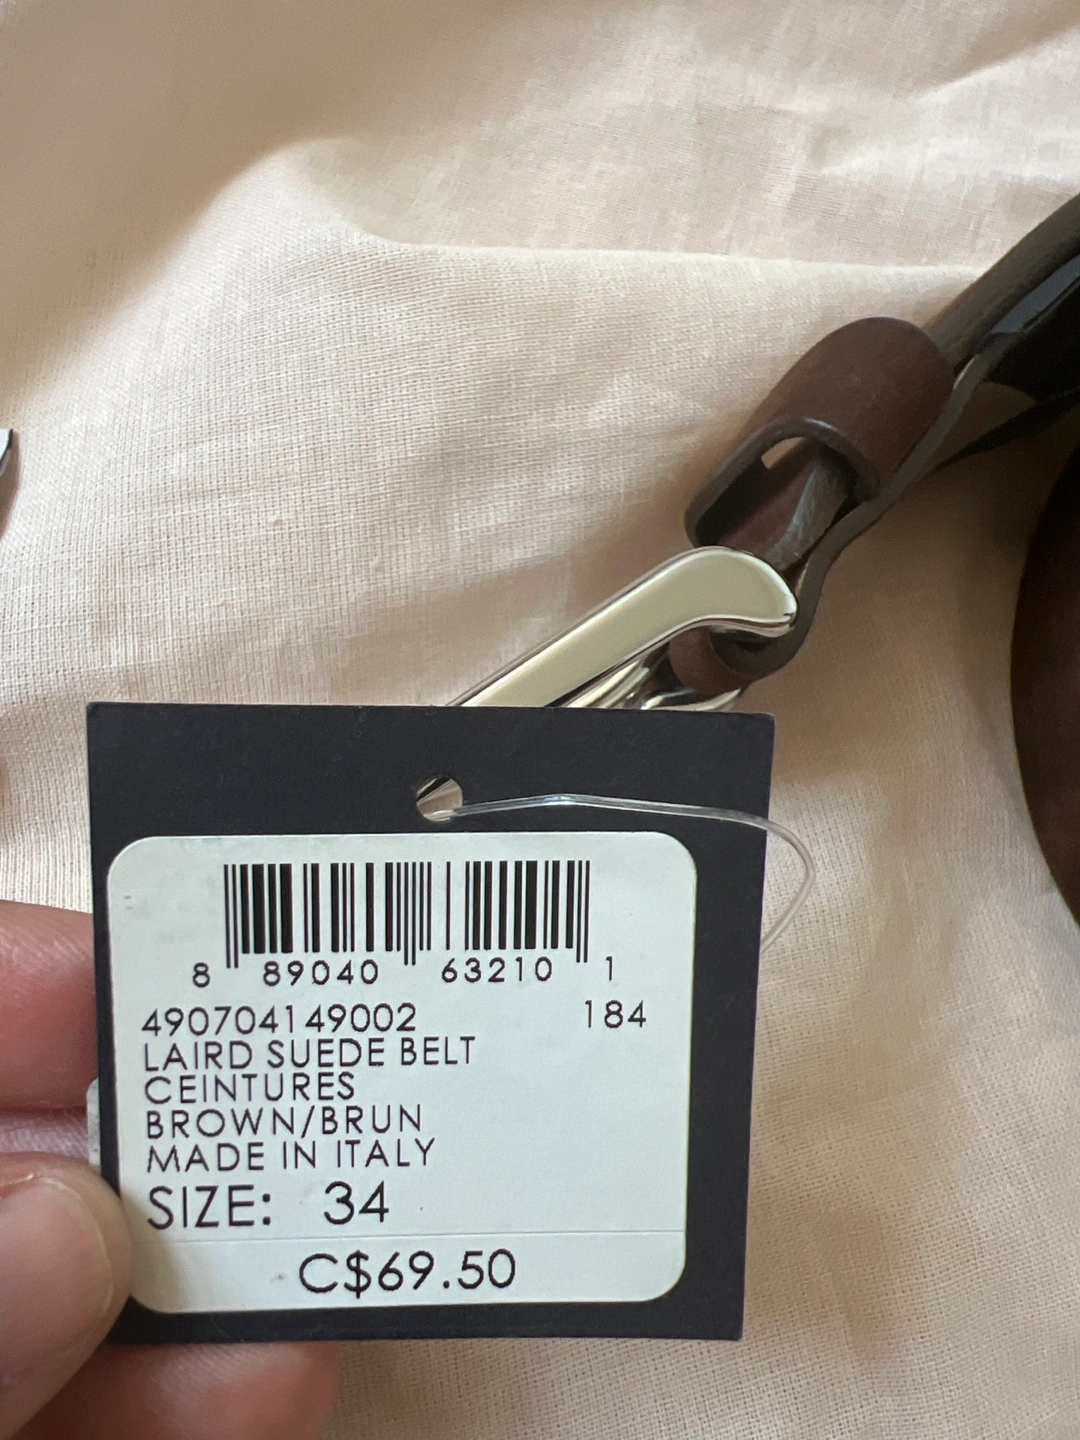 8 89040 63210 1
490704149002 184
LAIRD SUEDE BELT
CEINTURES
BROWN/BRUN
MADE IN ITALY
SIZE: 34
C$69.50